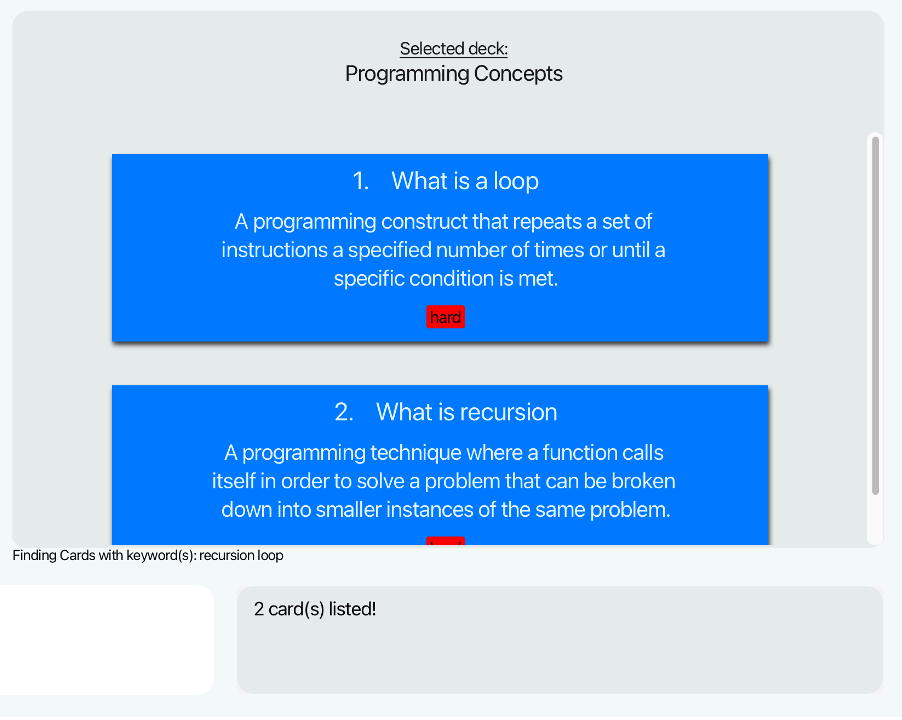 Selected deck:
Programming Concepts
1. What is a loop
A programming construct that repeats a set of
instructions a specified number of times or until a
specific condition is met.
hard
2. What is recursion
A programming technique where a function calls
itself in order to solve a problem that can be broken
down into smaller instances of the same problem.
Finding Cards with keyword(s): recursion loop
2 card(s) listed!